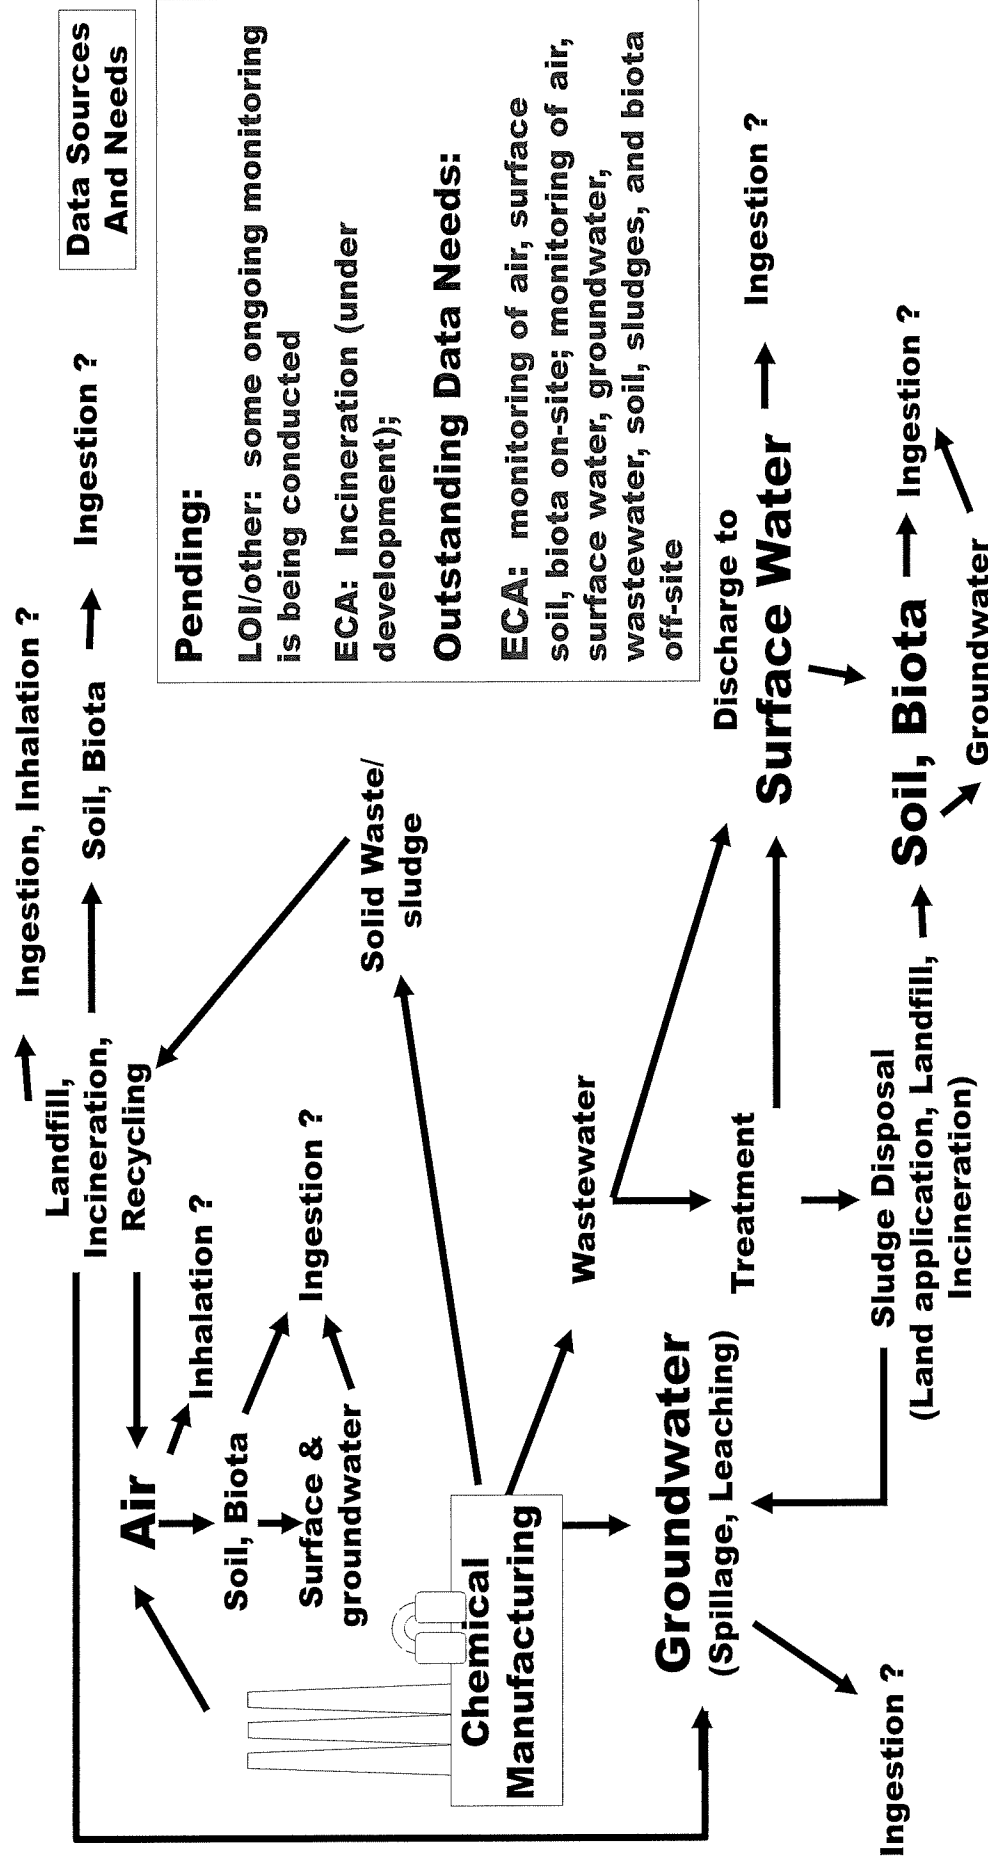 Data Sources
And Needs
Ingestion, Inhalation ?
Landfill,
Incineration,
Recycling
Soil, Biota
Ingestion ?
Air
Inhalation ?
Soil, Biota
Ingestion ?
Surface &
groundwater
Solid Waste/
sludge
Pending:
LOI/other: some ongoing monitoring
is being conducted
ECA: Incineration (under
development);
Outstanding Data Needs:
ECA: monitoring of air, surface
soil, biota on-site; monitoring of air,
surface water, groundwater,
wastewater, soil, sludges, and biota
off-site
Chemical
Manufacturing
Wastewater
Groundwater
(Spillage, Leaching)
Treatment
Discharge to
Surface Water
Ingestion ?
Ingestion ?
Sludge Disposal
(Land application, Landfill,
Incineration)
Soil, Biota
Ingestion ?
Groundwater